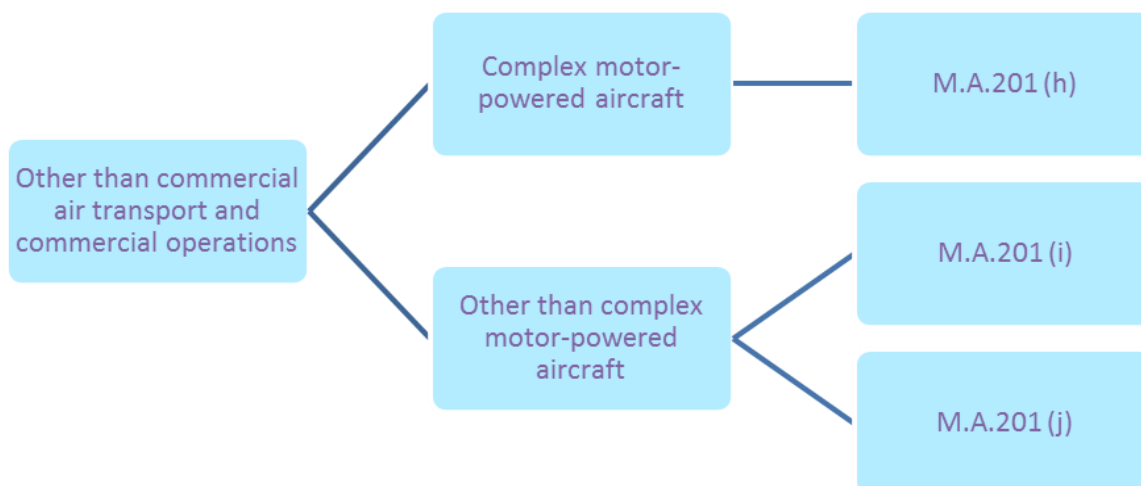 Other than commercial
air transport and
commercial operations
Complex motor-
powered aircraft
Other than complex
motor-powered
aircraft
M.A.201 (h)
M.A.201 (i)
M.A.201 (j)